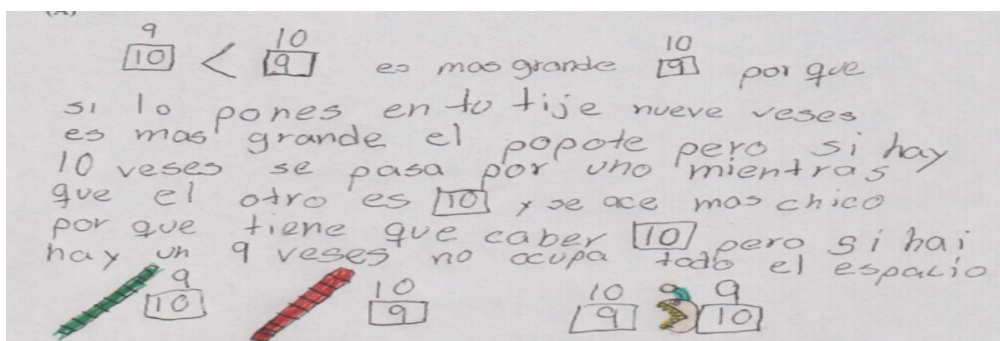 9/10 < 10/9 es mas grande 10/9 por que
si lo pones en tu tije nueve veses
es mas grande el popote pero si hay
10 veses se pasa por uno mientras
que el otro es 10 y se ace mas chico
por que tiene que caber 10 pero si hai
hay un 9 veses no ocupa todo el espacio
9/10 10/9 10/9 9/10